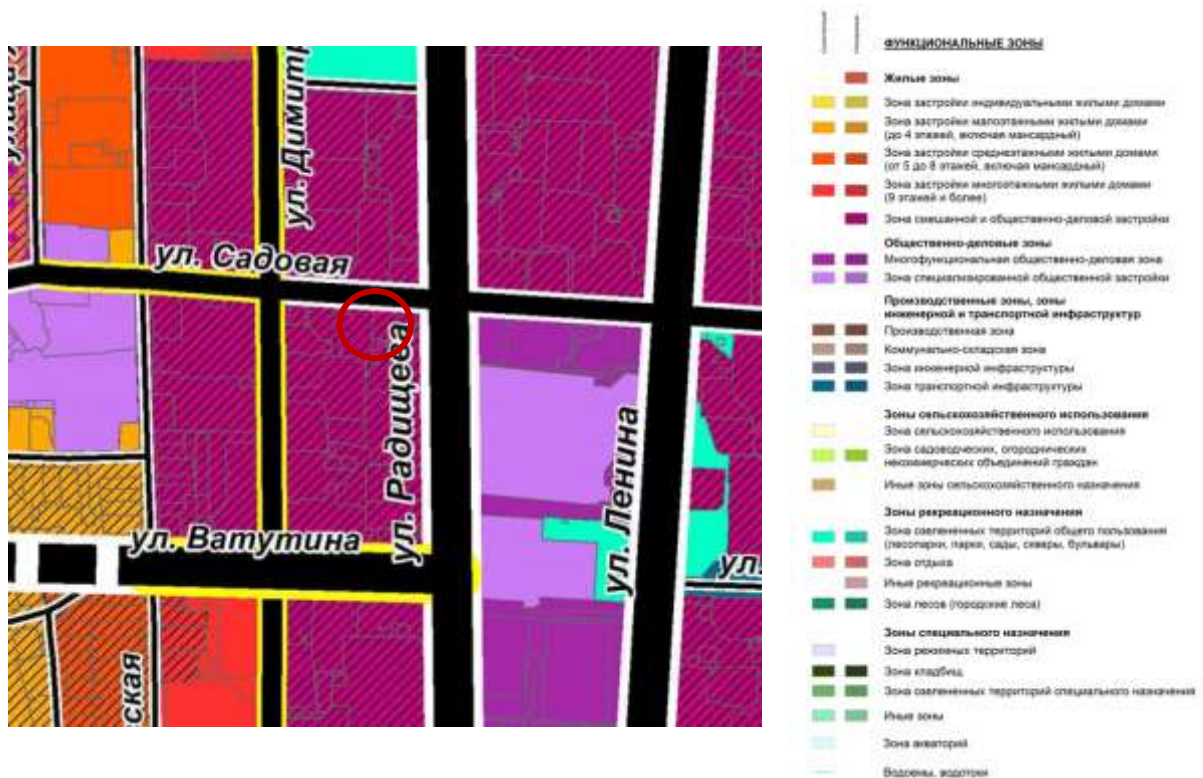 ул. Димитр
ул. Садовая
ул. Радищева
ул. Ленина
ул. Ватутина
ул.
ская
ФУНКЦИОНАЛЬНЫЕ ЗОНЫ
Жилые зоны
Зона застройки индивидуальными жилыми домами
Зона застройки малоэтажными жилыми домами
(до 4 этажей, включая мансардный)
Зона застройки среднеэтажными жилыми домами
(от 5 до 8 этажей, включая мансардный)
Зона застройки многоэтажными жилыми домами
(9 этажей и более)
Зона смешанной и общественно-деловой застройки
Общественно-деловые зоны
Многофункциональная общественно-деловая зона
Зона специализированной общественной застройки
Производственные зоны, зоны
инженерной и транспортной инфраструктур
Производственная зона
Коммунально-складская зона
Зона инженерной инфраструктуры
Зона транспортной инфраструктуры
Зоны сельскохозяйственного использования
Зона сельскохозяйственного использования
Зона садоводческих, огороднических
некоммерческих объединений граждан
Иные зоны сельскохозяйственного назначения
Зоны рекреационного назначения
Зона озелененных территорий общего пользования
(лесопарки, парки, сады, скверы, бульвары)
Зона отдыха
Иные рекреационные зоны
Зона лесов (городские леса)
Зоны специального назначения
Зона режимных территорий
Зона кладбищ
Зона озелененных территорий специального назначения
Иные зоны
Зона акваторий
Водоемы, водотоки